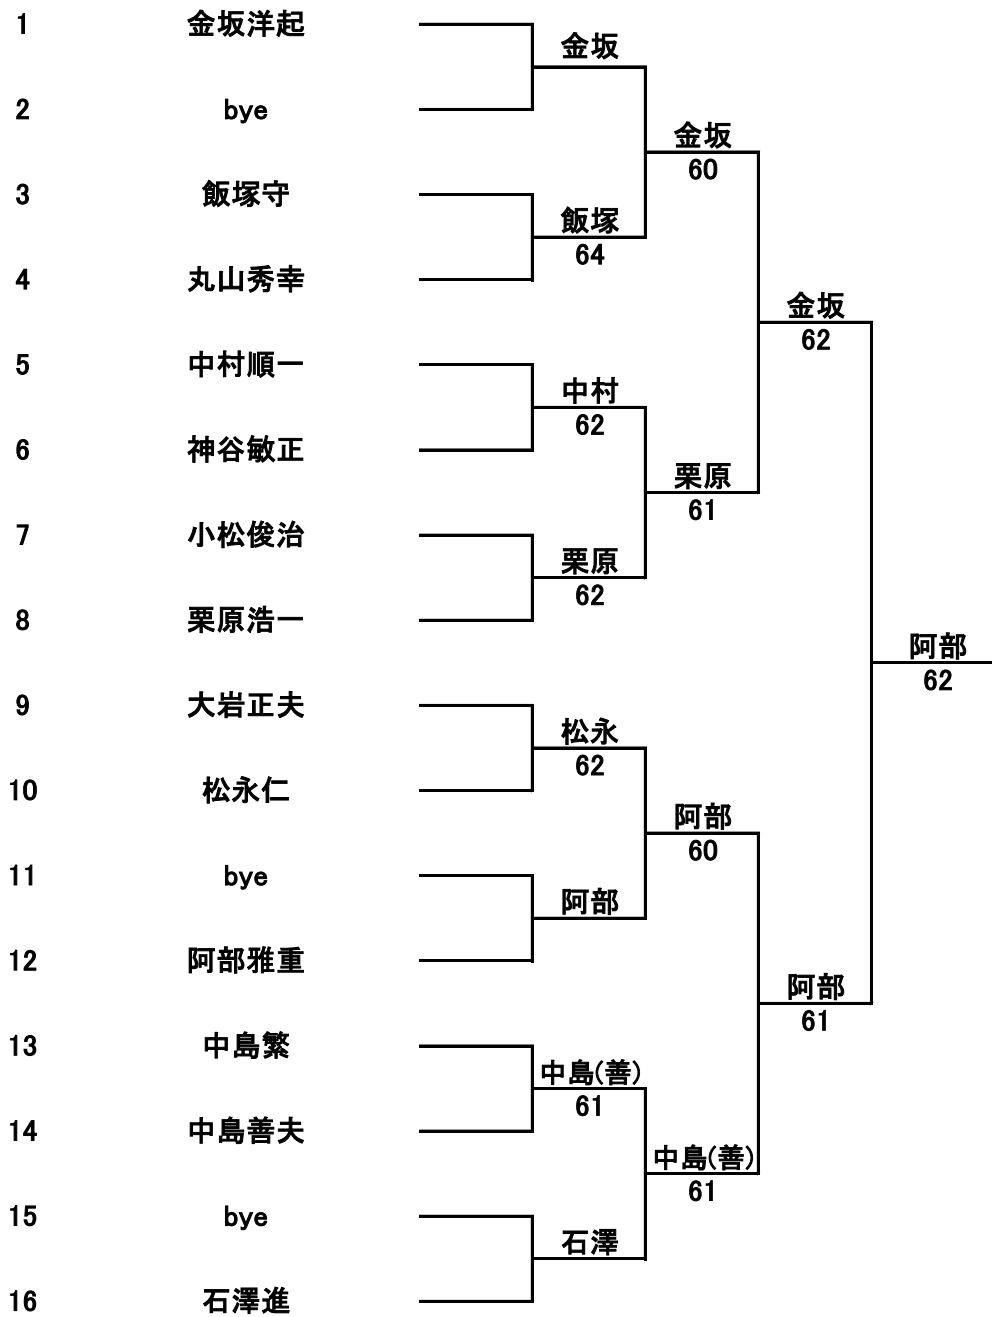 1 金坂洋起
金坂
2 bye
金坂
60
3 飯塚守
飯塚
64
4 丸山秀幸
金坂
62
5 中村順一
中村
62
6 神谷敏正
栗原
61
7 小松俊治
栗原
62
8 栗原浩一
阿部
62
9 大岩正夫
松永
62
10 松永仁
阿部
60
11 bye
阿部
12 阿部雅重
阿部
61
13 中島繁
中島(善)
61
14 中島善夫
中島(善)
61
15 bye
石澤
16 石澤進